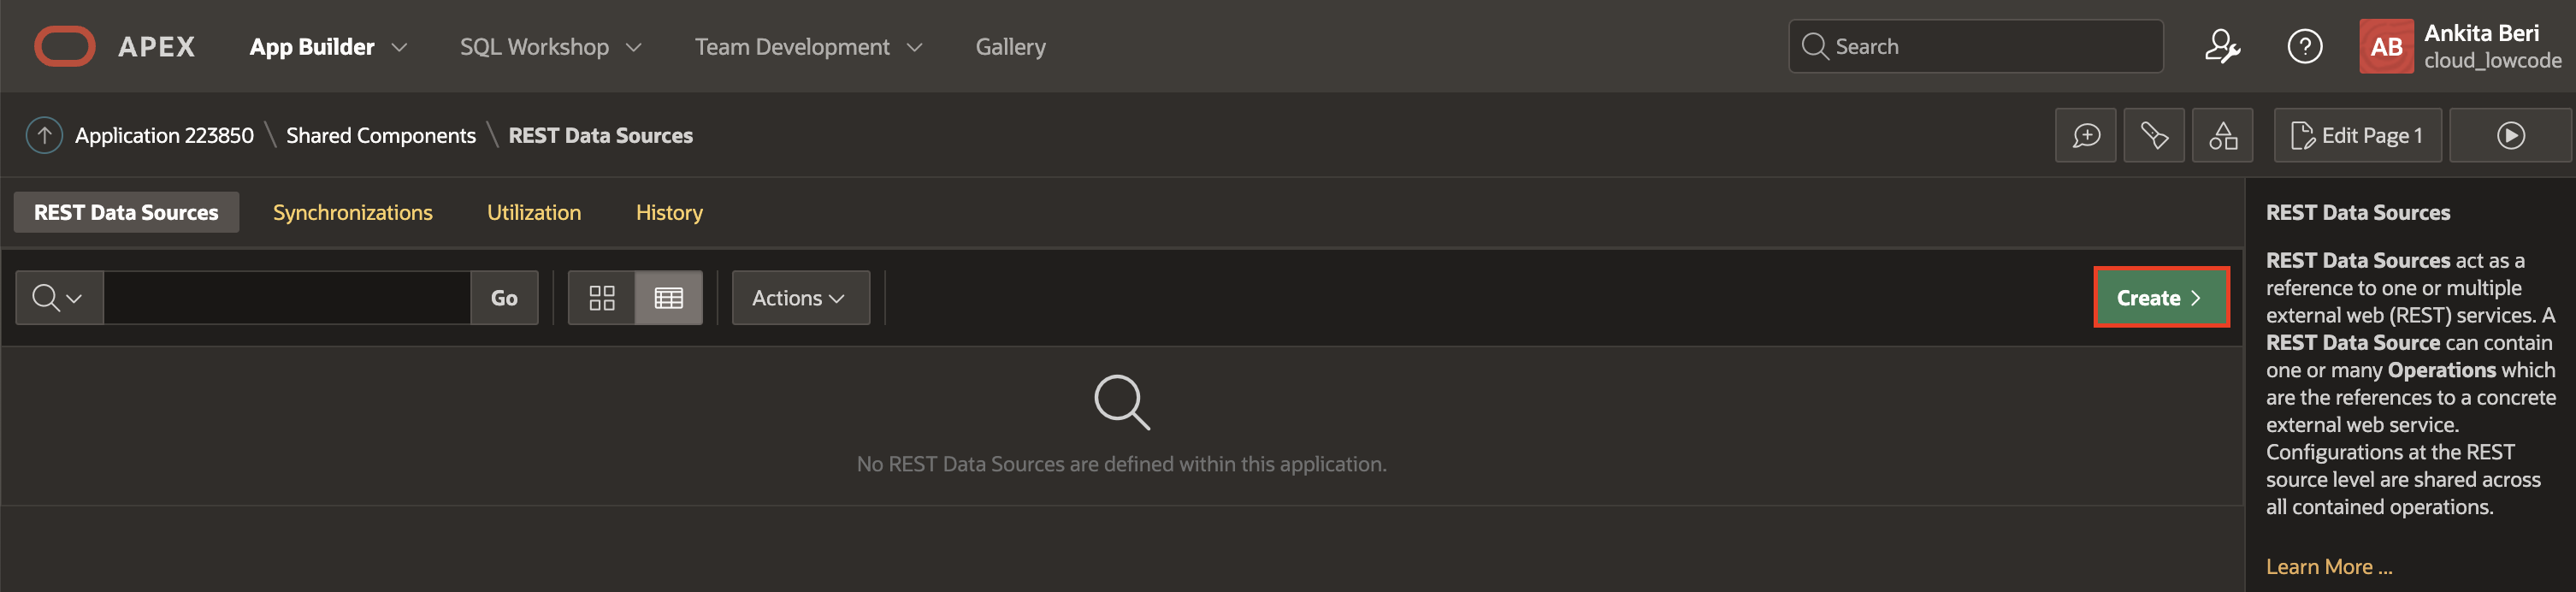 APEX App Builder SQL Workshop Team Development Gallery Search AB Ankita Beri
cloud_lowcode
Application 223850 \ Shared Components \ REST Data Sources Edit Page 1
REST Data Sources Synchronizations Utilization History
Go Actions Create
No REST Data Sources are defined within this application.
REST Data Sources
REST Data Sources act as a
reference to one or multiple
external web (REST) services. A
REST Data Source can contain
one or many Operations which
are the references to a concrete
external web service.
Configurations at the REST
source level are shared across
all contained operations.
Learn More ...